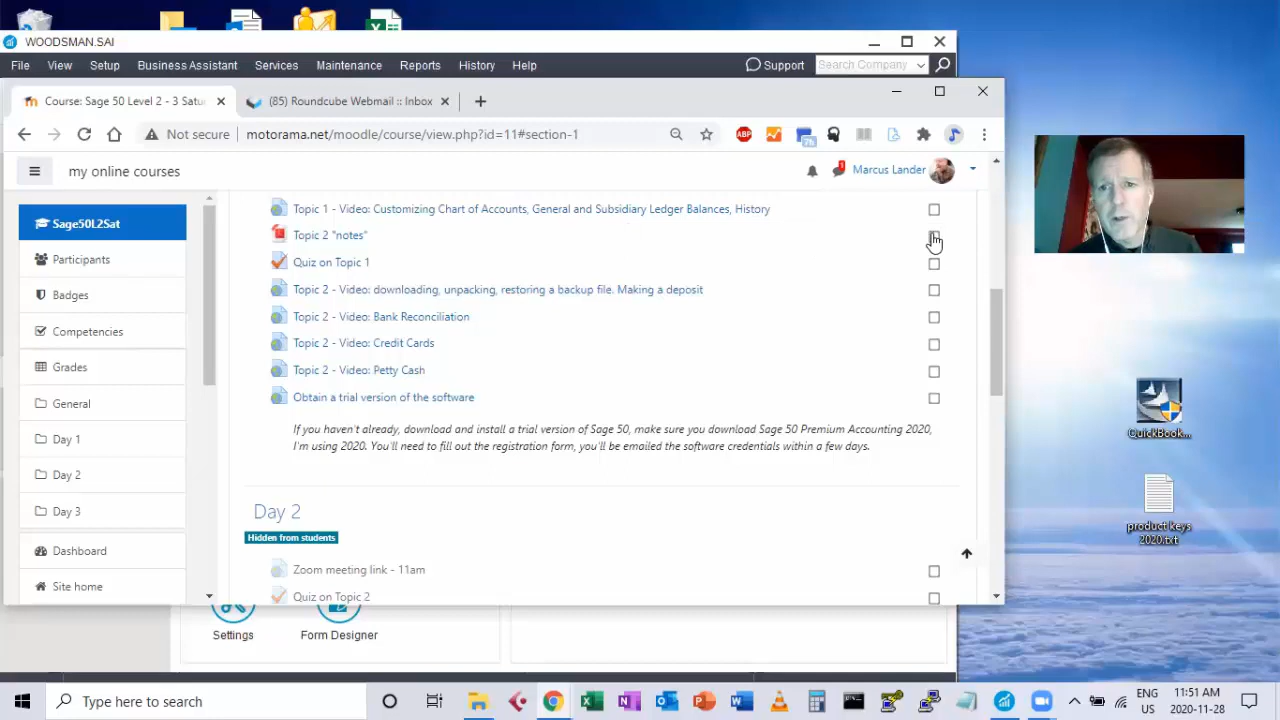 WOODSMAN.SAI
File View Setup Business Assistant Services Maintenance Reports History Help Support Search Company
Course: Sage 50 Level 2 - 3 Satu
(85) Roundcube Webmail :: Inbox
Not secure motorama.net/moodle/course/view.php?id=11#section-1
ABP
my online courses
1
Marcus Lander
Sage50L2Sat
Participants
Badges
Competencies
Grades
General
Day 1
Day 2
Day 3
Dashboard
Site home
Topic 1 - Video: Customizing Chart of Accounts, General and Subsidiary Ledger Balances, History
Topic 2 "notes"
Quiz on Topic 1
Topic 2 - Video: downloading, unpacking, restoring a backup file. Making a deposit
Topic 2 - Video: Bank Reconciliation
Topic 2 - Video: Credit Cards
Topic 2 - Video: Petty Cash
Obtain a trial version of the software
If you haven't already, download and install a trial version of Sage 50, make sure you download Sage 50 Premium Accounting 2020,
I'm using 2020. You'll need to fill out the registration form, you'll be emailed the software credentials within a few days.
Day 2
Hidden from students
Zoom meeting link - 11am
Quiz on Topic 2
Settings
Form Designer
QuickBook...
product keys
2020.txt
Type here to search
ENG
US
11:51 AM
2020-11-28